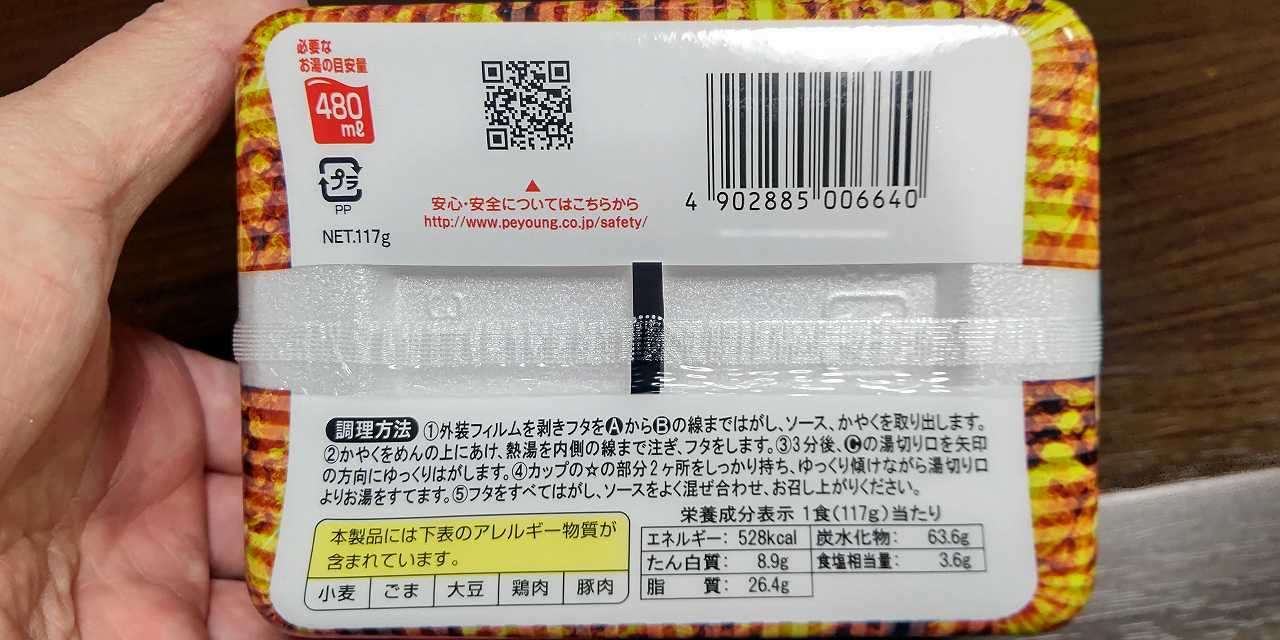 必要な
お湯の目安量
480
mℓ
プラ
PP
NET.117g
安心・安全についてはこちらから
http://www.peyoung.co.jp/safety/
4 902885 006640
調理方法 ①外装フィルムを剥きフタをⒶからⒷの線まではがし、ソース、かやくを取り出します。
②かやくをめんの上にあけ、熱湯を内側の線まで注ぎ、フタをします。③3分後、Ⓒの湯切り口を矢印
の方向にゆっくりはがします。④カップの☆の部分2ヶ所をしっかり持ち、ゆっくり傾けながら湯切り口
よりお湯をすてます。⑤フタをすべてはがし、ソースをよく混ぜ合わせ、お召し上がりください。
本製品には下表のアレルギー物質が
含まれています。
小麦 ごま 大豆 鶏肉 豚肉
栄養成分表示 1食(117g)当たり
エネルギー: 528kcal 炭水化物: 63.6g
たん白質: 8.9g 食塩相当量: 3.6g
脂 質: 26.4g